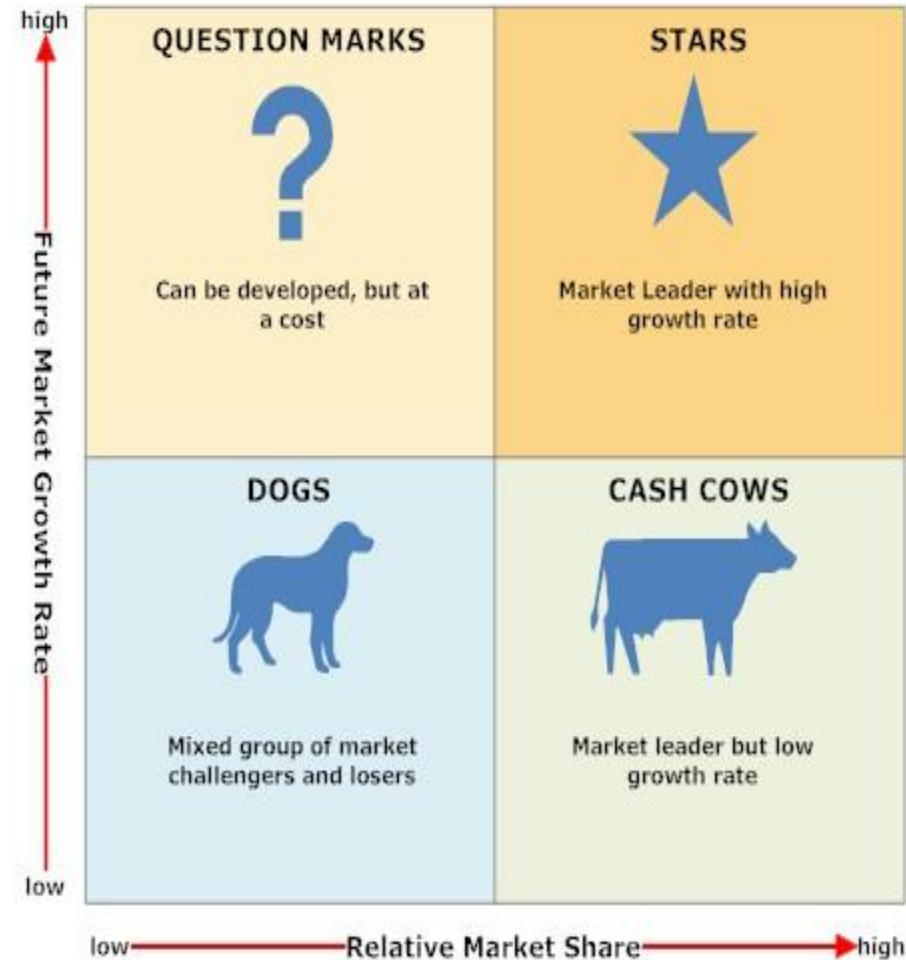 high
QUESTION MARKS
?
Can be developed, but at
a cost
STARS
Market Leader with high
growth rate
Future Market Growth Rate
DOGS
Mixed group of market
challengers and losers
CASH COWS
Market leader but low
growth rate
low
low
Relative Market Share
high